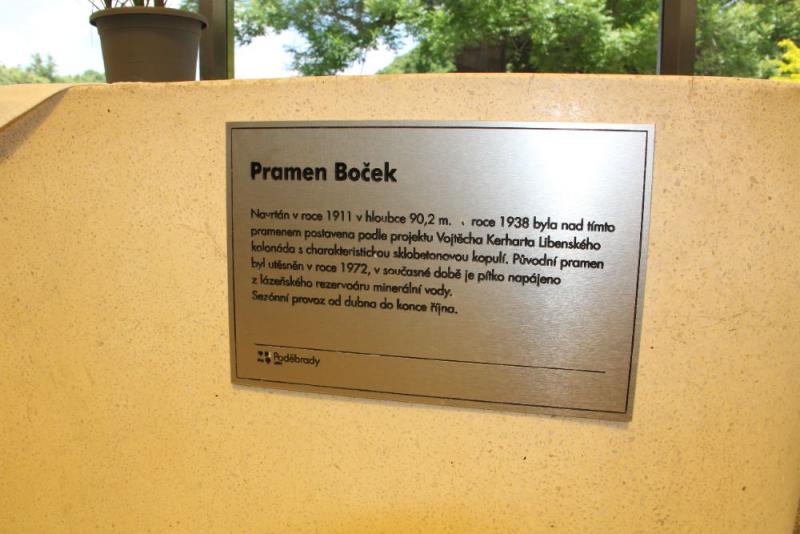 Pramen Boček
Navrtán v roce 1911 v hloubce 90,2 m. roce 1938 byla nad tímto
pramenem postavena podle projektu Vojtěcha Kerharta Libenského
kolonáda s charakteristickou sklobetonovou kopulí. Původní pramen
byl utěsněn v roce 1972, v současné době je pítko napájeno
z lázeňského rezervoáru minerální vody.
Sezónní provoz od dubna do konce října.
Poděbrady